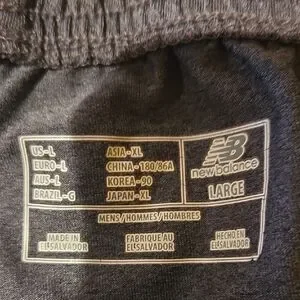 US-L
EURO-L
AUS-L
BRAZIL-G
ASIA-XL
CHINA-180/86A
KOREA-90
JAPAN-XL
NB
new balance
LARGE
MENS/HOMMES/HOMBRES
MADE IN
EL SALVADOR
FABRIQUE AU
EL SALVADOR
HECHO EN
EL SALVADOR